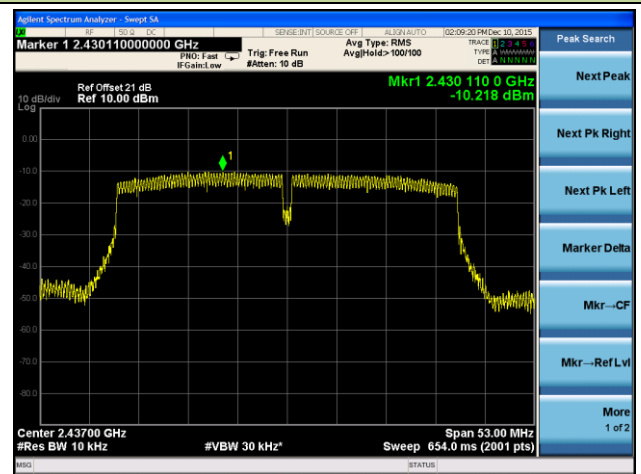 Agilent Spectrum Analyzer - Swept SA
RF 50 Ω DC SENSE:INT SOURCE OFF ALIGN AUTO 02:09:20 PM Dec 10, 2015
Marker 1 2.430110000000 GHz
PNO: Fast
IFGain:Low
Trig: Free Run
#Atten: 10 dB
Avg Type: RMS
Avg|Hold:>100/100
TRACE 1 2 3 4 5 6
TYPE A
DET A N N N N N
Peak Search
Ref Offset 21 dB
Ref 10.00 dBm
10 dB/div
Log
Mkr1 2.430 110 0 GHz
-10.218 dBm
Next Peak
0.00
Next Pk Right
-10.0
1
-20.0
Next Pk Left
-30.0
-40.0
Marker Delta
-50.0
Mkr→CF
-60.0
-70.0
Mkr→RefLvl
-80.0
More
1 of 2
Center 2.43700 GHz
Span 53.00 MHz
#Res BW 10 kHz
#VBW 30 kHz*
Sweep 654.0 ms (2001 pts)
MSG
STATUS